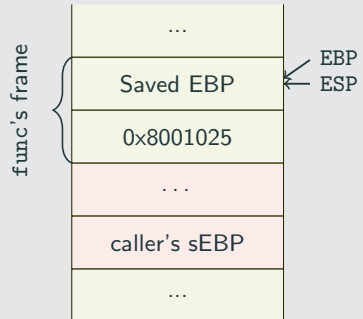 ...
EBP
Saved EBP
ESP
func's frame
0x8001025
...
caller's sEBP
...